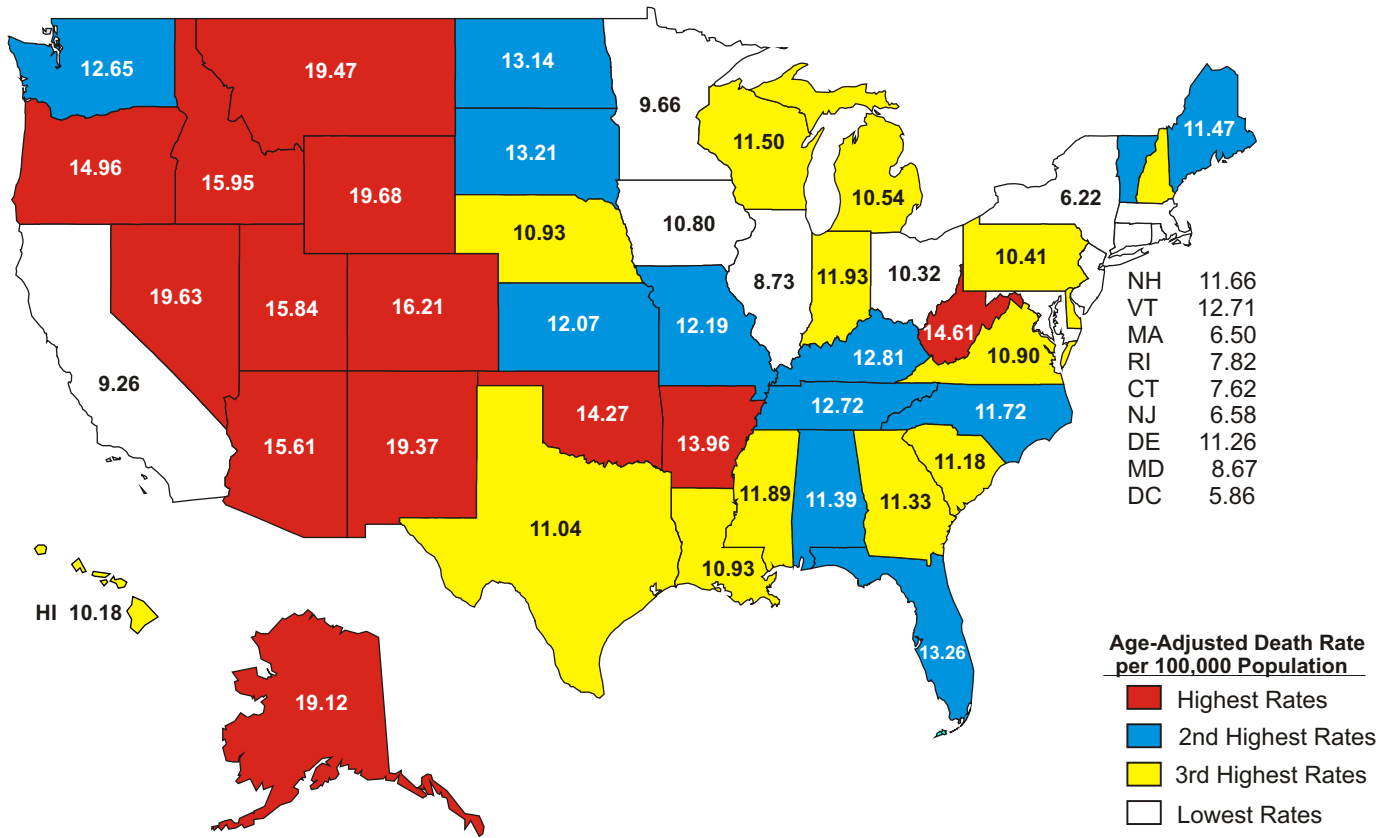 12.65
19.47
13.14
9.66
11.50
11.47
14.96
15.95
19.68
13.21
10.54
6.22
10.93
10.80
8.73
11.93
10.32
10.41
19.63
15.84
16.21
12.07
12.19
12.81
14.61
10.90
9.26
15.61
19.37
14.27
13.96
12.72
11.72
11.04
10.93
11.89
11.39
11.33
11.18
13.26
HI 10.18
19.12
NH 11.66
VT 12.71
MA 6.50
RI 7.82
CT 7.62
NJ 6.58
DE 11.26
MD 8.67
DC 5.86
Age-Adjusted Death Rate
per 100,000 Population
Highest Rates
2nd Highest Rates
3rd Highest Rates
Lowest Rates